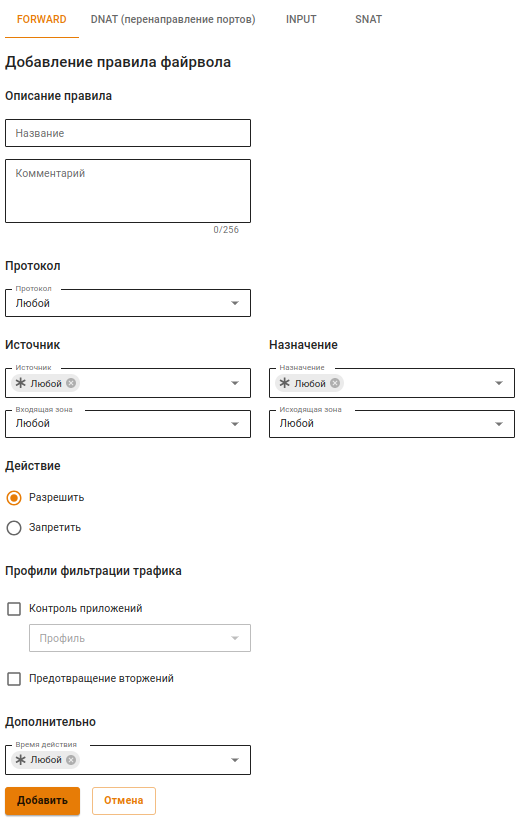 FORWARD DNAT (перенаправление портов) INPUT SNAT
Добавление правила файрвола
Описание правила
Название
Комментарий
0/256
Протокол
Протокол
Любой
Источник Назначение
Источник Назначение
Любой Любой
Входящая зона Исходящая зона
Любой Любой
Действие
Разрешить
Запретить
Профили фильтрации трафика
Контроль приложений
Профиль
Предотвращение вторжений
Дополнительно
Время действия
Любой
Добавить Отмена